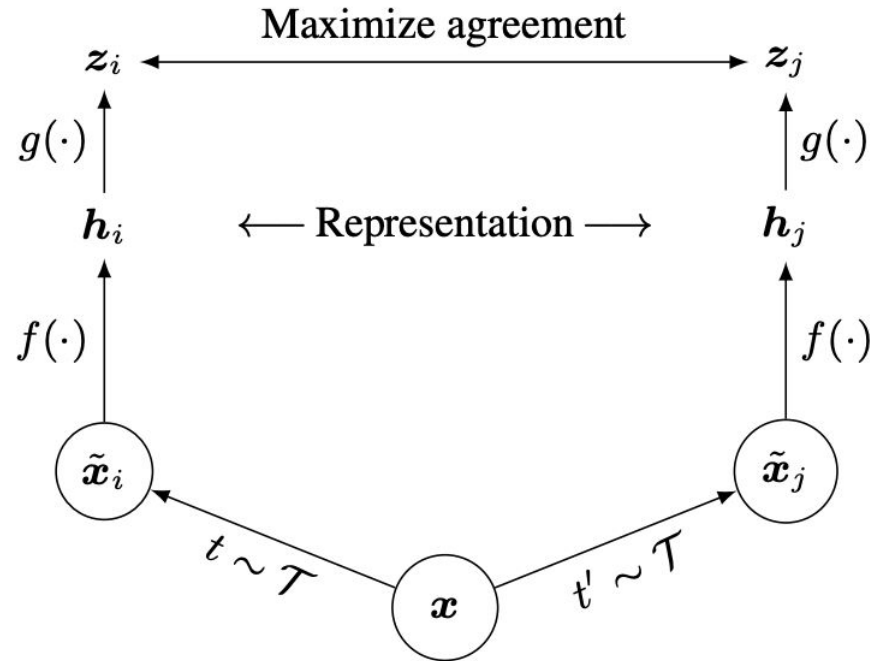 Maximize agreement
z_i z_j
g(·) g(·)
h_i ← Representation → h_j
f(·) f(·)
x̃_i x̃_j
t ∼ 𝒯 t′ ∼ 𝒯
x